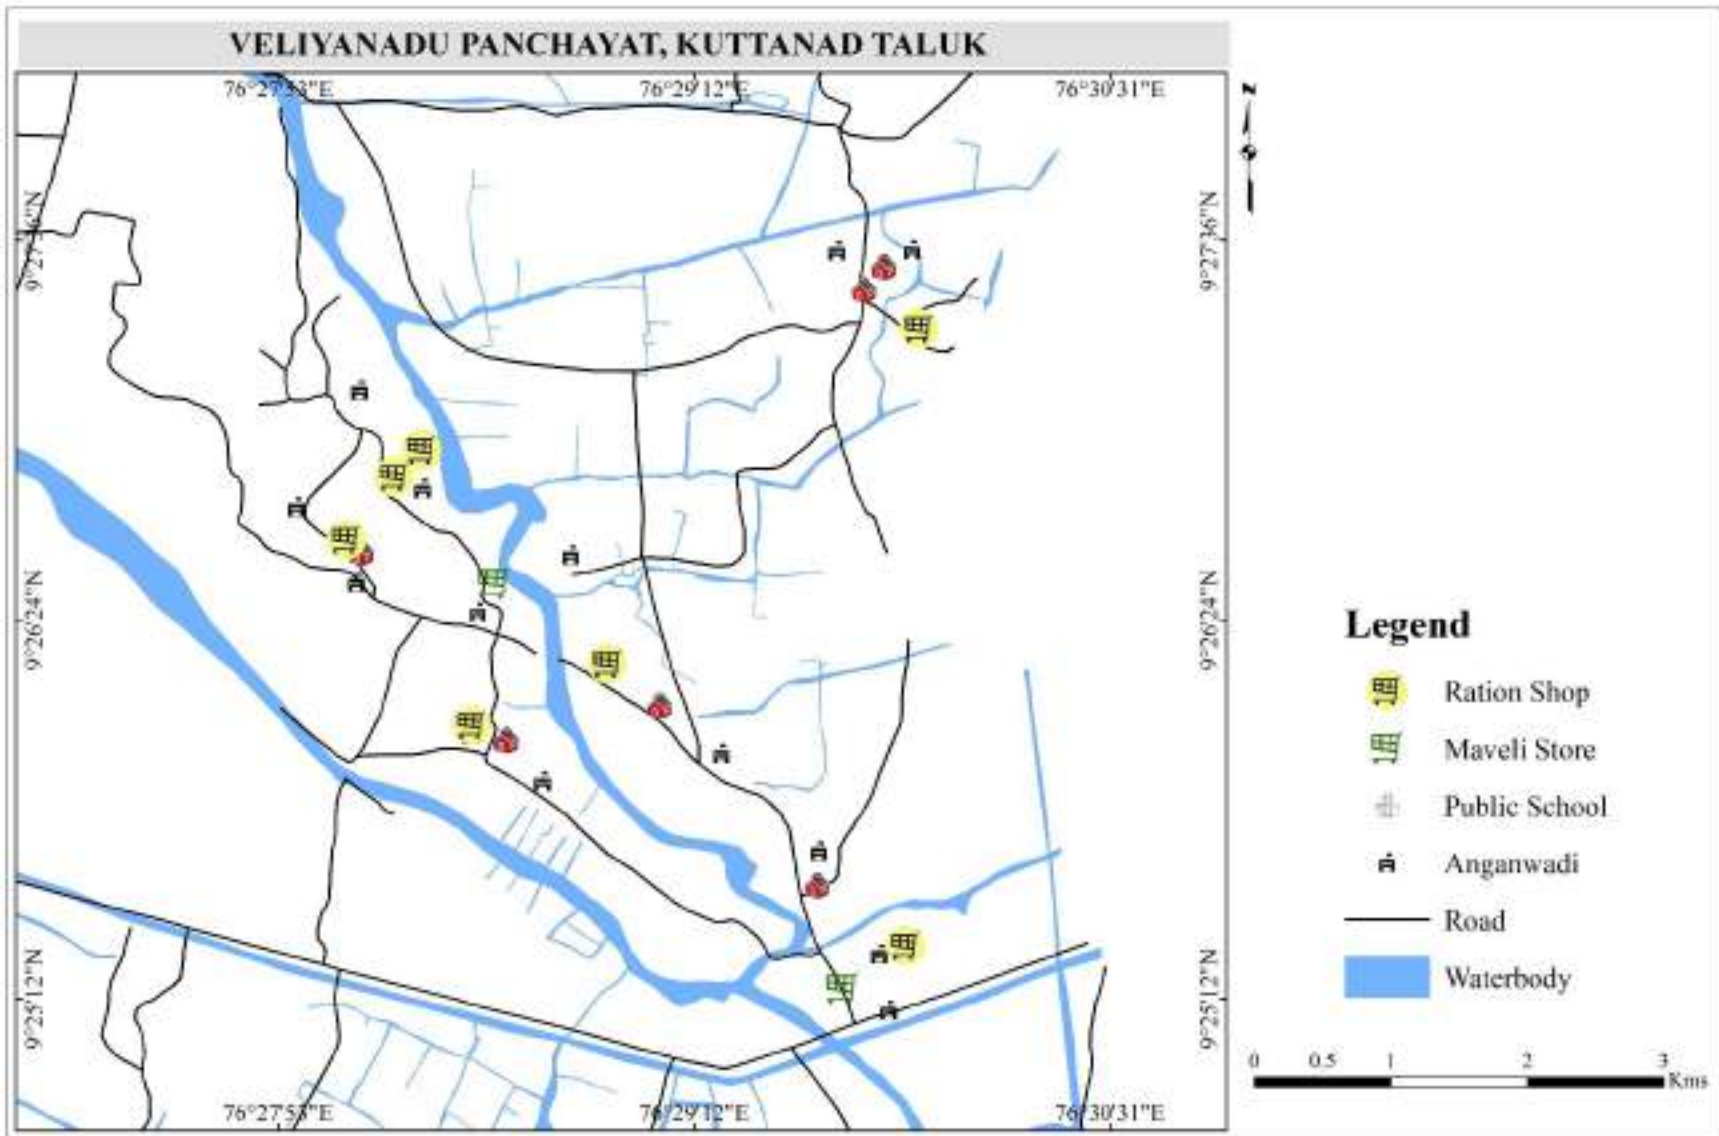 VELIYANADU PANCHAYAT, KUTTANAD TALUK
76°27'53"E 76°29'12"E 76°30'31"E
N
9°27'36"N 9°27'36"N
9°26'24"N 9°26'24"N
9°25'12"N 9°25'12"N
76°27'53"E 76°29'12"E 76°30'31"E
Legend
Ration Shop
Maveli Store
Public School
Anganwadi
Road
Waterbody
0 0.5 1 2 3
Kms